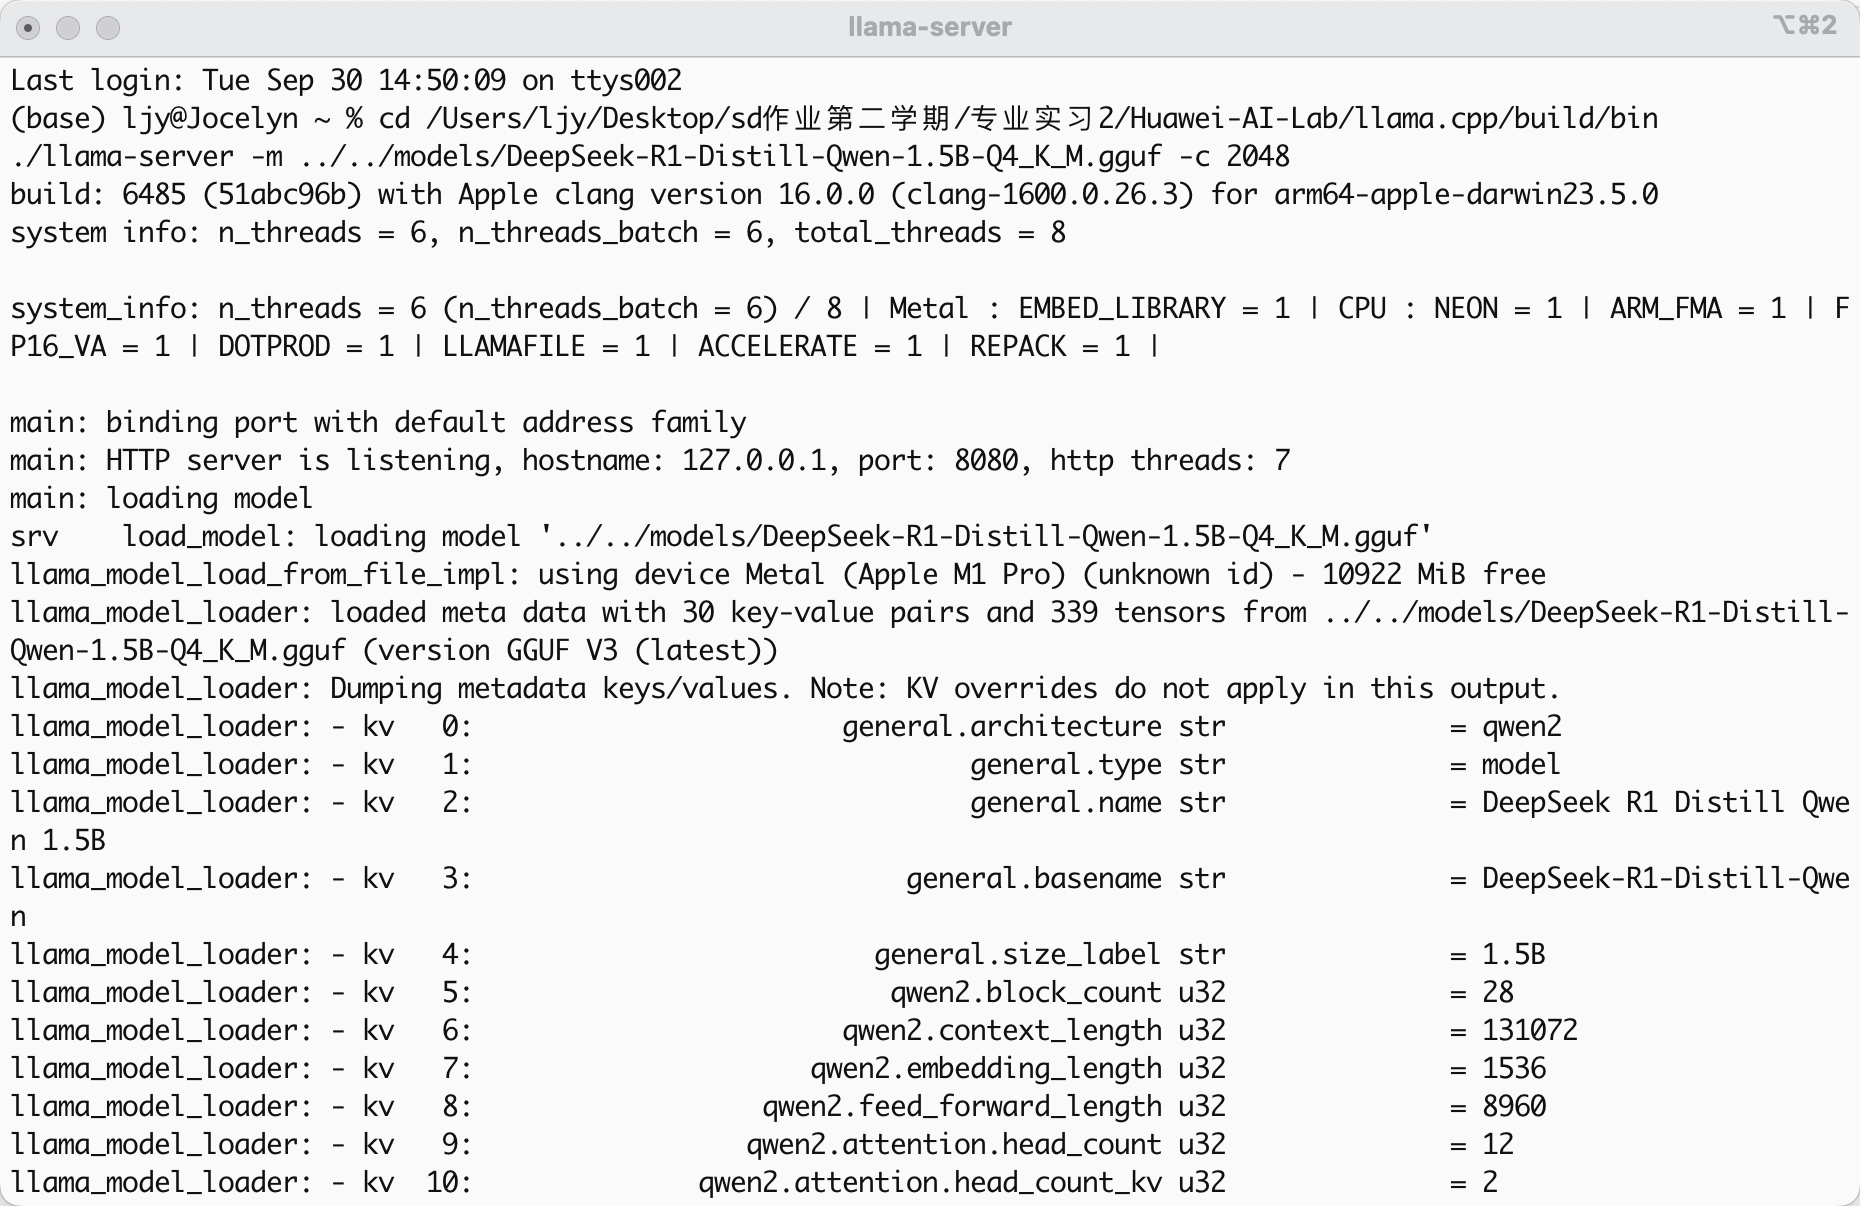 llama-server
⌥⌘2
Last login: Tue Sep 30 14:50:09 on ttys002
(base) ljy@Jocelyn ~ % cd /Users/ljy/Desktop/sd作业第二学期/专业实习2/Huawei-AI-Lab/llama.cpp/build/bin
./llama-server -m ../../models/DeepSeek-R1-Distill-Qwen-1.5B-Q4_K_M.gguf -c 2048
build: 6485 (51abc96b) with Apple clang version 16.0.0 (clang-1600.0.26.3) for arm64-apple-darwin23.5.0
system info: n_threads = 6, n_threads_batch = 6, total_threads = 8
system_info: n_threads = 6 (n_threads_batch = 6) / 8 | Metal : EMBED_LIBRARY = 1 | CPU : NEON = 1 | ARM_FMA = 1 | F
P16_VA = 1 | DOTPROD = 1 | LLAMAFILE = 1 | ACCELERATE = 1 | REPACK = 1 |
main: binding port with default address family
main: HTTP server is listening, hostname: 127.0.0.1, port: 8080, http threads: 7
main: loading model
srv    load_model: loading model '../../models/DeepSeek-R1-Distill-Qwen-1.5B-Q4_K_M.gguf'
llama_model_load_from_file_impl: using device Metal (Apple M1 Pro) (unknown id) - 10922 MiB free
llama_model_loader: loaded meta data with 30 key-value pairs and 339 tensors from ../../models/DeepSeek-R1-Distill-
Qwen-1.5B-Q4_K_M.gguf (version GGUF V3 (latest))
llama_model_loader: Dumping metadata keys/values. Note: KV overrides do not apply in this output.
llama_model_loader: - kv   0:                       general.architecture str              = qwen2
llama_model_loader: - kv   1:                               general.type str              = model
llama_model_loader: - kv   2:                               general.name str              = DeepSeek R1 Distill Qwe
n 1.5B
llama_model_loader: - kv   3:                           general.basename str              = DeepSeek-R1-Distill-Qwe
n
llama_model_loader: - kv   4:                         general.size_label str              = 1.5B
llama_model_loader: - kv   5:                          qwen2.block_count u32              = 28
llama_model_loader: - kv   6:                       qwen2.context_length u32              = 131072
llama_model_loader: - kv   7:                     qwen2.embedding_length u32              = 1536
llama_model_loader: - kv   8:                  qwen2.feed_forward_length u32              = 8960
llama_model_loader: - kv   9:                 qwen2.attention.head_count u32              = 12
llama_model_loader: - kv  10:              qwen2.attention.head_count_kv u32              = 2